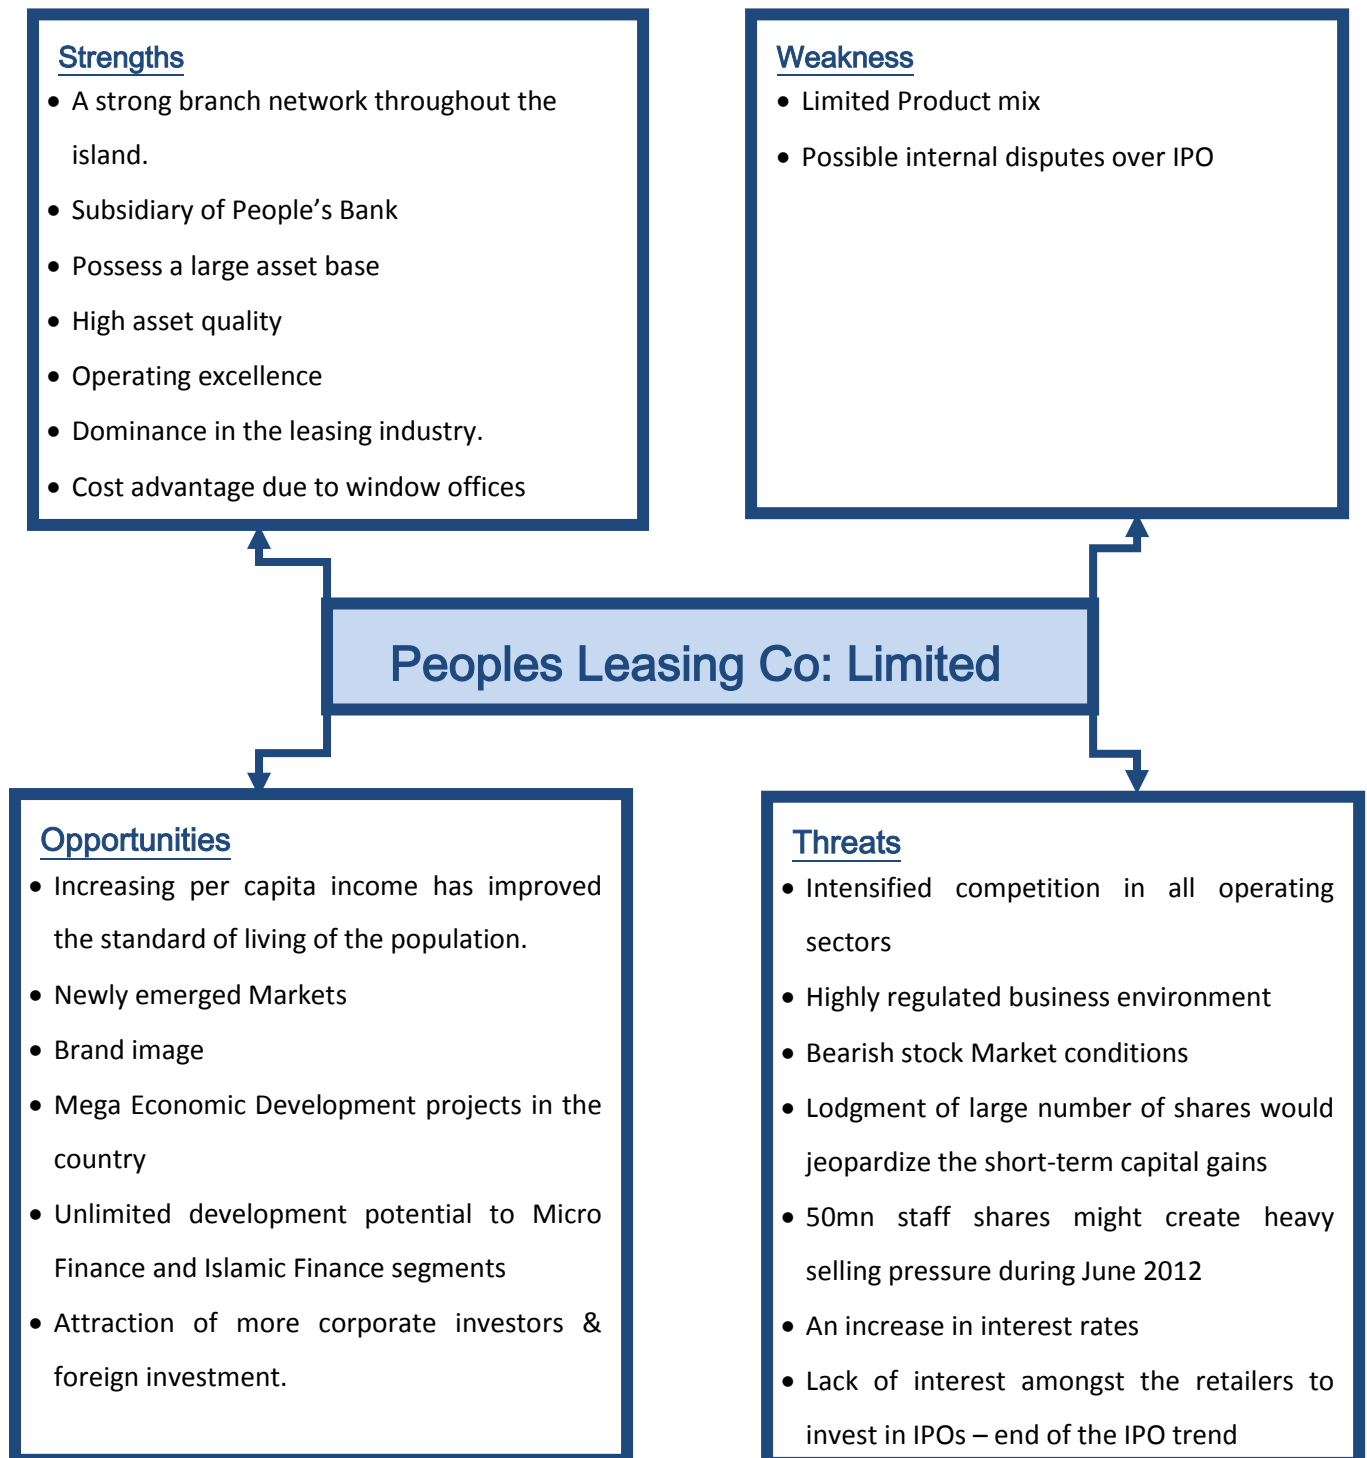 Strengths
• A strong branch network throughout the
island.
• Subsidiary of People’s Bank
• Possess a large asset base
• High asset quality
• Operating excellence
• Dominance in the leasing industry.
• Cost advantage due to window offices
Weakness
• Limited Product mix
• Possible internal disputes over IPO
Peoples Leasing Co: Limited
Opportunities
• Increasing per capita income has improved
the standard of living of the population.
• Newly emerged Markets
• Brand image
• Mega Economic Development projects in the
country
• Unlimited development potential to Micro
Finance and Islamic Finance segments
• Attraction of more corporate investors &
foreign investment.
Threats
• Intensified competition in all operating
sectors
• Highly regulated business environment
• Bearish stock Market conditions
• Lodgment of large number of shares would
jeopardize the short-term capital gains
• 50mn staff shares might create heavy
selling pressure during June 2012
• An increase in interest rates
• Lack of interest amongst the retailers to
invest in IPOs – end of the IPO trend